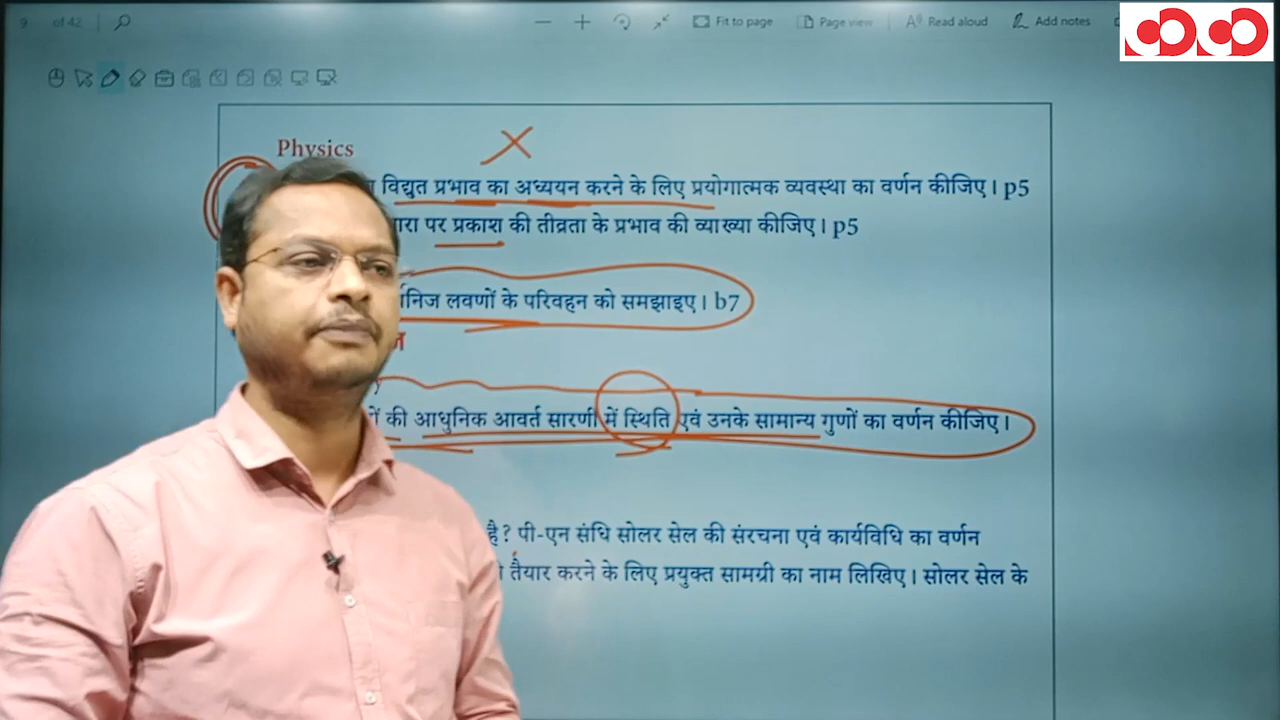 9 of 42 Fit to page Page view Read aloud Add notes
Physics
विद्युत प्रभाव का अध्ययन करने के लिए प्रयोगात्मक व्यवस्था का वर्णन कीजिए। p5
पर प्रकाश की तीव्रता के प्रभाव की व्याख्या कीजिए। p5
लवणों के परिवहन को समझाइए। b7
की आधुनिक आवर्त सारणी में स्थिति एवं उनके सामान्य गुणों का वर्णन कीजिए।
है? पी-एन संधि सोलर सेल की संरचना एवं कार्यविधि का वर्णन
तैयार करने के लिए प्रयुक्त सामग्री का नाम लिखिए। सोलर सेल के